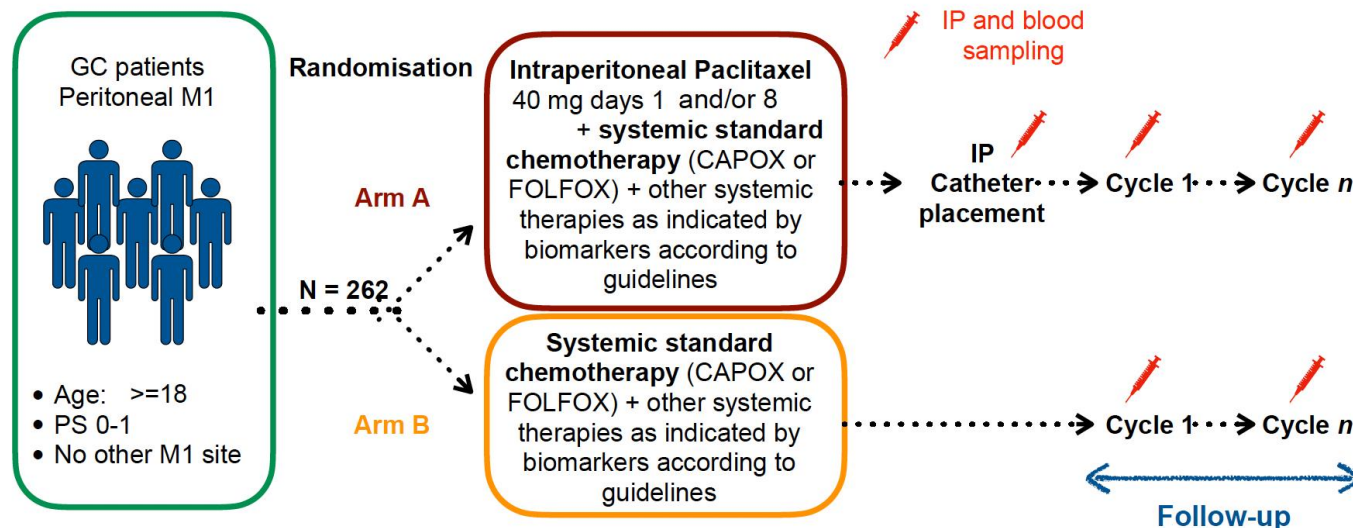 GC patients
Peritoneal M1
• Age: >=18
• PS 0-1
• No other M1 site
Randomisation
N = 262
Arm A
Arm B
Intraperitoneal Paclitaxel
40 mg days 1 and/or 8
+ systemic standard
chemotherapy (CAPOX or
FOLFOX) + other systemic
therapies as indicated by
biomarkers according to
guidelines
Systemic standard
chemotherapy (CAPOX or
FOLFOX) + other systemic
therapies as indicated by
biomarkers according to
guidelines
IP and blood
sampling
IP
Catheter
placement
Cycle 1
Cycle n
Cycle 1
Cycle n
Follow-up